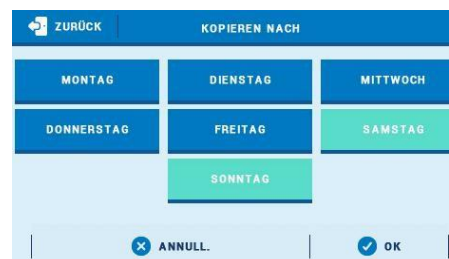 ZURÜCK KOPIEREN NACH
MONTAG DIENSTAG MITTWOCH
DONNERSTAG FREITAG SAMSTAG
SONNTAG
ANNULL. OK